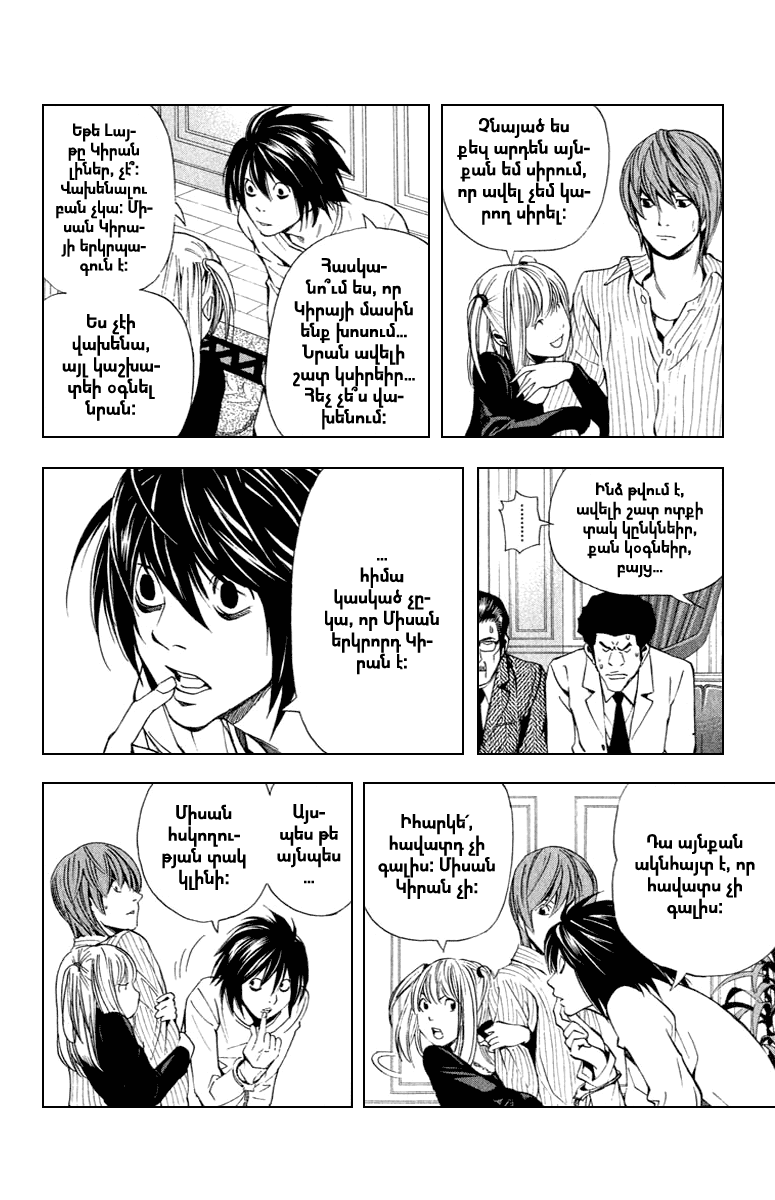 Չնայած ես
քեզ արդեն այն-
քան եմ սիրում,
որ ավել չեմ կա-
րող սիրել:
Հասկա-
նո՞ւմ ես, որ
Կիրայի մասին
ենք խոսում...
Նրան ավելի
շատ կսիրեիր...
Հեչ չե՞ս վա-
խենում:
Եթե Լայ-
թը Կիրան
լիներ, չէ՞:
Վախենալու
բան չկա: Մի-
սան Կիրա-
յի երկրպա-
գուն է:
Ես չէի
վախենա,
այլ կաշխա-
տեի օգնել
նրան:
Ինձ թվում է,
ավելի շատ ոտքի
տակ կընկնեիր,
քան կօգնեիր,
բայց...
........
...
հիմա
կասկած չը-
կա, որ Միսան
երկրորդ Կի-
րան է:
Դա այնքան
ակնհայտ է, որ
հավատս չի
գալիս:
Իհարկե՛,
հավատդ չի
գալիս: Միսան
Կիրան չի:
Այս-
պես թե
այնպես
...
Միսան
հսկողու-
թյան տակ
կլինի: